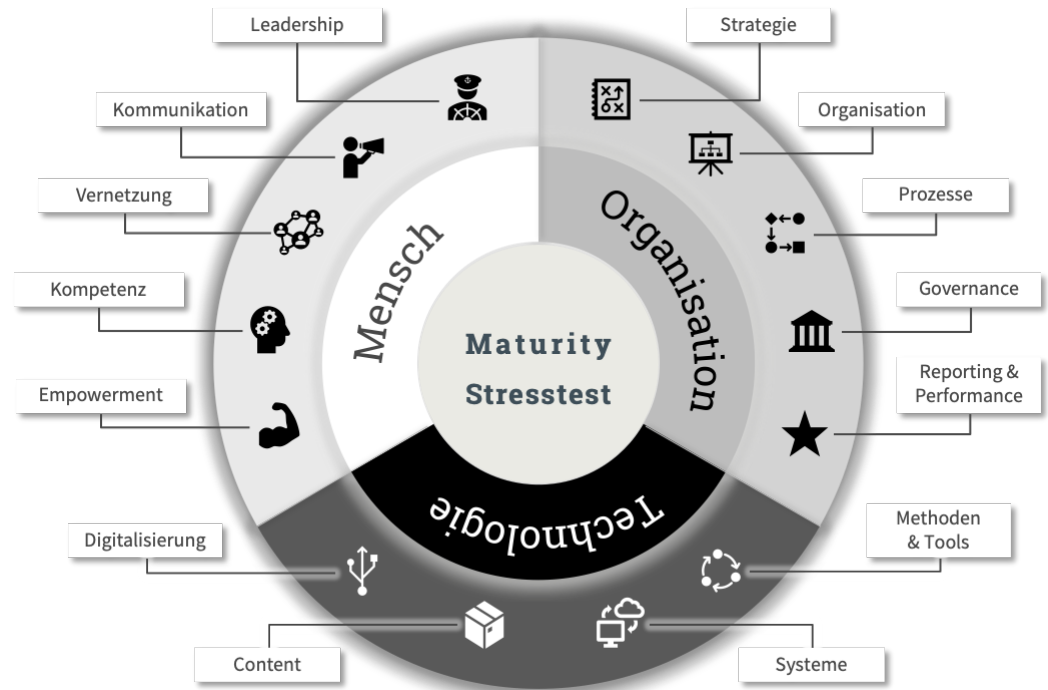 Leadership
Strategie
Kommunikation
Organisation
Vernetzung
Prozesse
Kompetenz
Governance
Empowerment
Reporting &
Performance
Mensch
Organisation
Maturity
Stresstest
Technologie
Digitalisierung
Methoden
& Tools
Content
Systeme